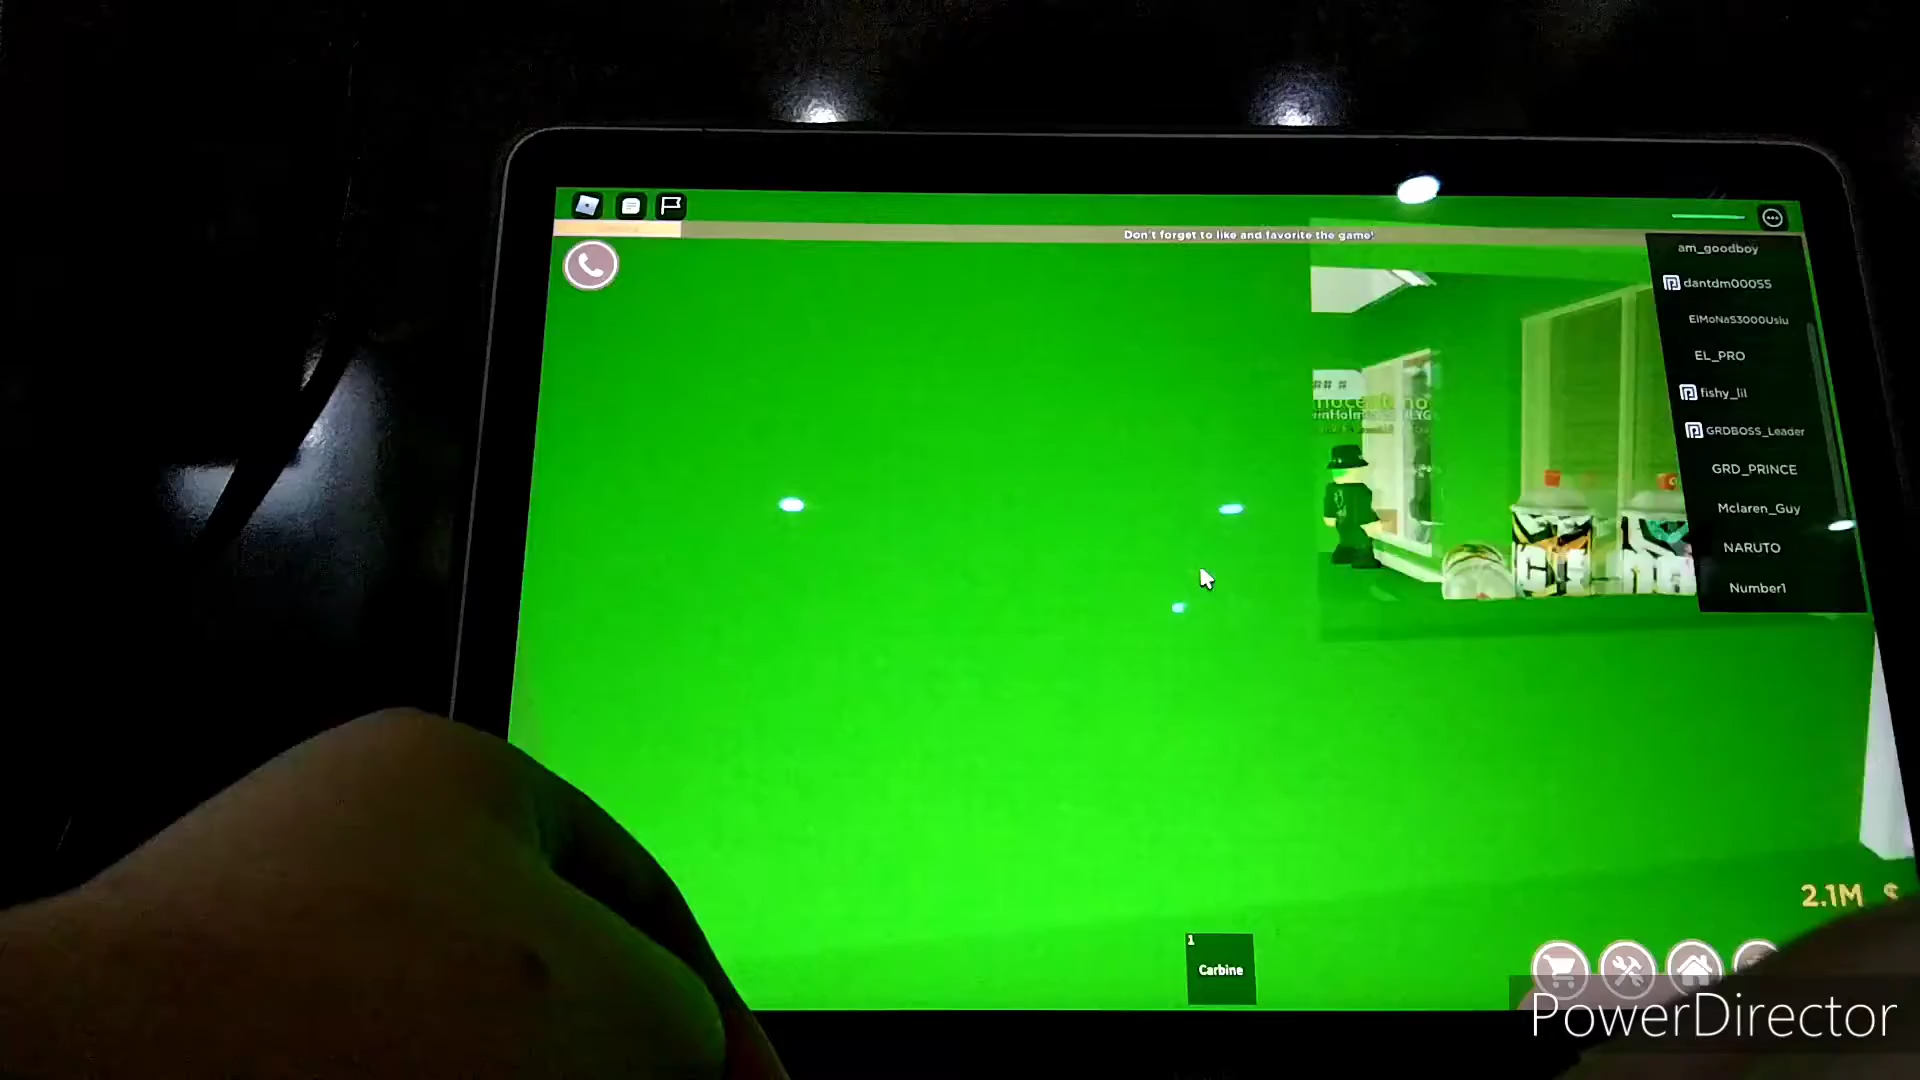 Don't forget to like and favorite the game!
am_goodboy
dantdm00055
ElMoNaS3000Usiu
EL_PRO
fishy_lil
GRDBOSS_Leader
GRD_PRINCE
Mclaren_Guy
NARUTO
Number1
## #
2.1M $
1
Carbine
PowerDirector